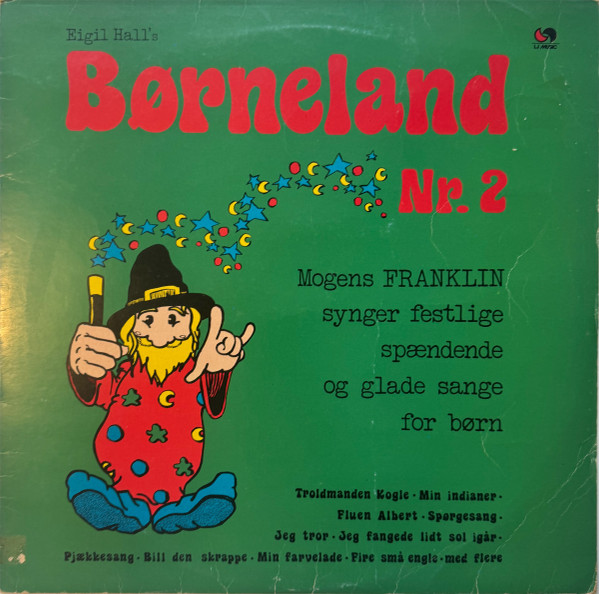 Eigil Hall's
Børneland
Nr. 2
Mogens FRANKLIN
synger festlige
spændende
og glade sange
for børn
Troldmanden Kogle · Min indianer ·
Fluen Albert · Spørgesang ·
Jeg tror · Jeg fangede lidt sol igår ·
Pjækkesang · Bill den skrappe · Min farvelade · Fire små engle · med flere